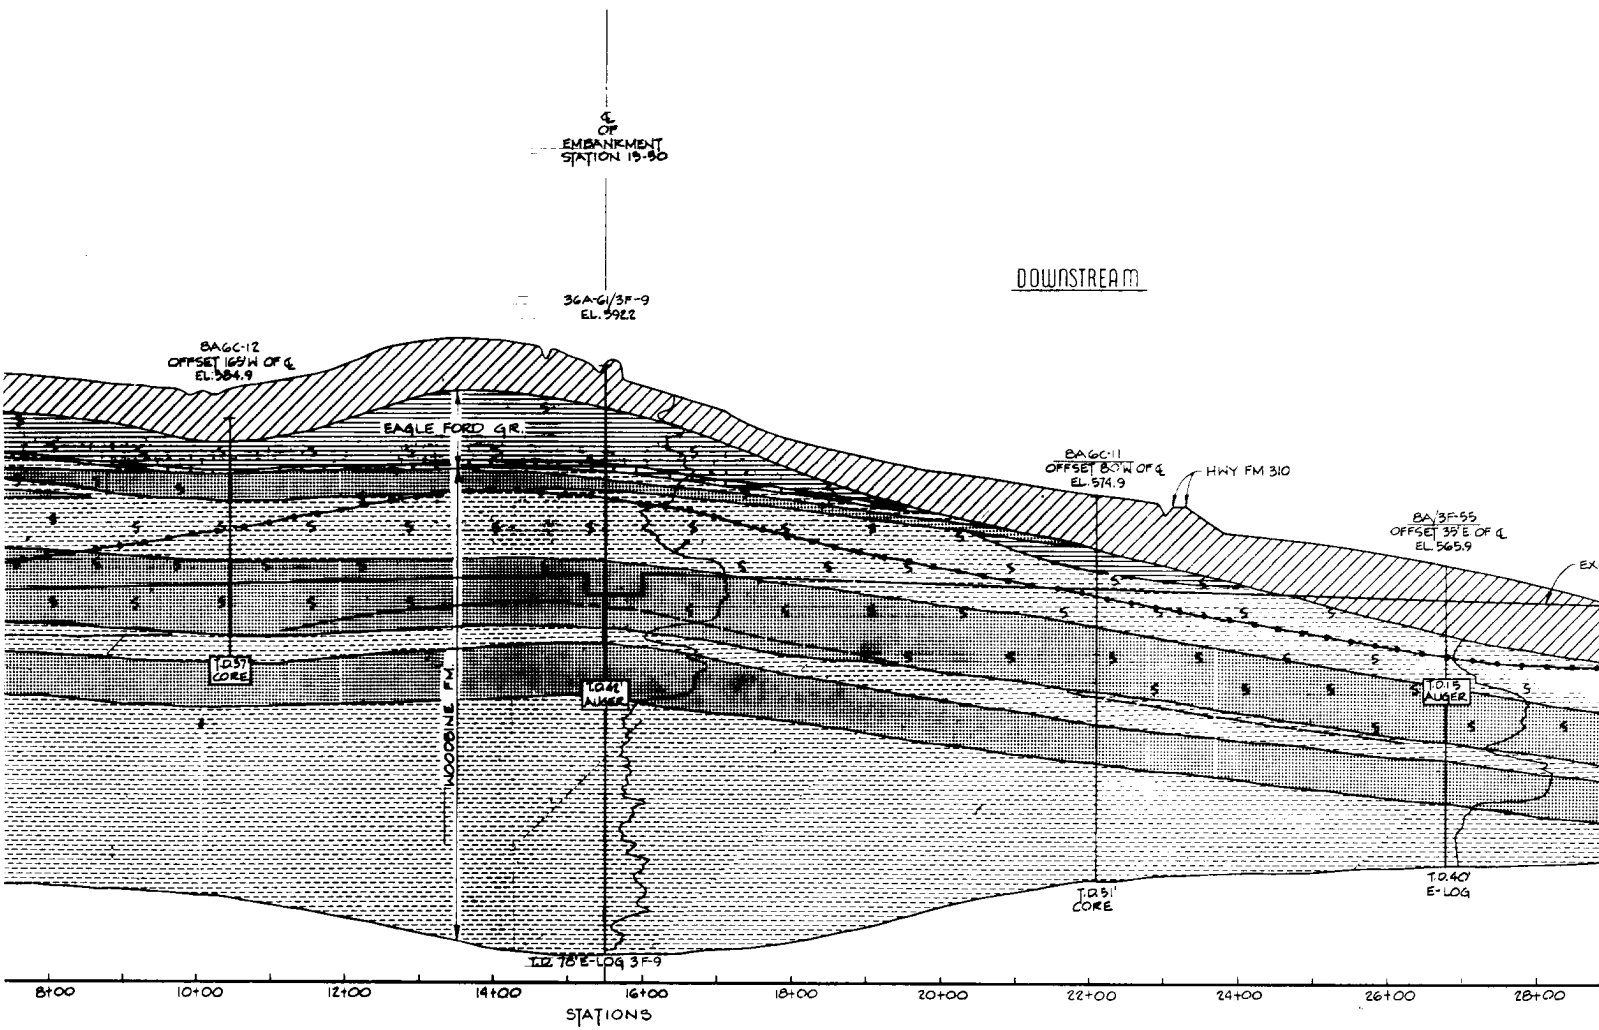 ℄
OF
EMBANKMENT
STATION 15+50
DOWNSTREAM
36A-61/3F-9
EL. 592.2
8A6C-12
OFFSET 165'W OF ℄
EL. 584.9
EAGLE FORD GR.
8A6C-11
OFFSET 80'W OF ℄
EL. 574.9
HWY FM 310
8A/3F-55
OFFSET 35'E OF ℄
EL. 565.9
EX
S
WOODBINE FM.
T.D. 37'
CORE
T.D. 42'
AUGER
T.D. 15
AUGER
T.D. 51'
CORE
T.D. 40'
E-LOG
T.D. 78' E-LOG 3F-9
8+00 10+00 12+00 14+00 16+00 18+00 20+00 22+00 24+00 26+00 28+00
STATIONS